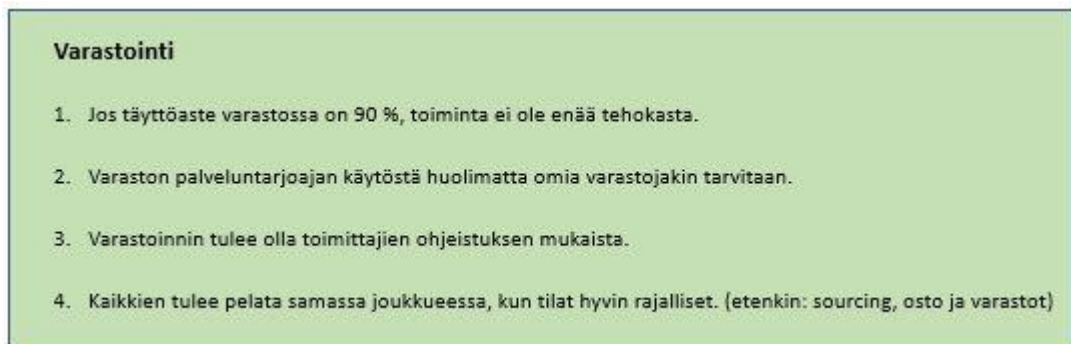 Varastointi
1. Jos täyttöaste varastossa on 90 %, toiminta ei ole enää tehokasta.
2. Varaston palveluntarjoajan käytöstä huolimatta omia varastojakin tarvitaan.
3. Varastoinnin tulee olla toimittajien ohjeistuksen mukaista.
4. Kaikkien tulee pelata samassa joukkueessa, kun tilat hyvin rajalliset. (etenkin: sourcing, osto ja varastot)